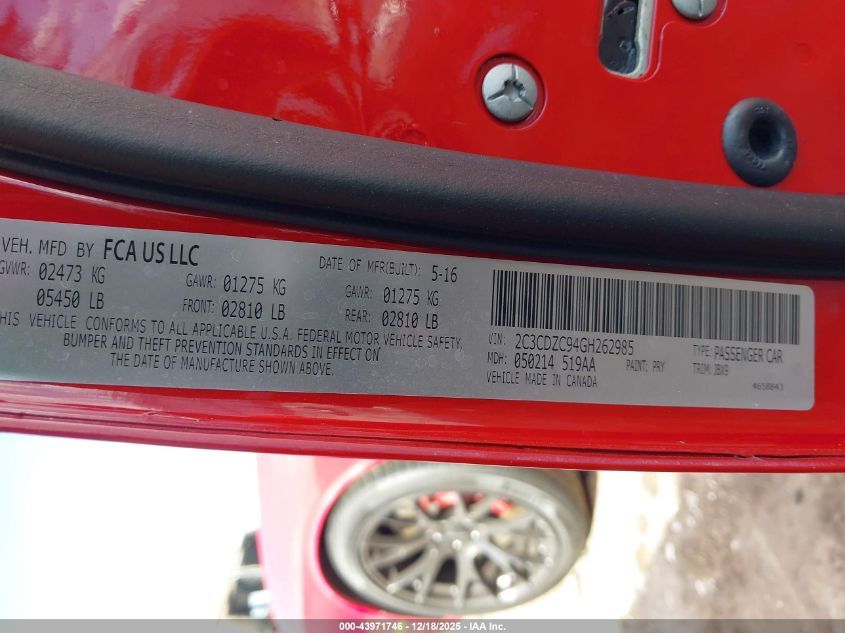 VEH. MFD BY FCA US LLC
DATE OF MFR(BUILT): 5-16
GVWR: 02473 KG
GAWR: 01275 KG
GAWR: 01275 KG
05450 LB
FRONT: 02810 LB
REAR: 02810 LB
THIS VEHICLE CONFORMS TO ALL APPLICABLE U.S.A. FEDERAL MOTOR VEHICLE SAFETY,
BUMPER AND THEFT PREVENTION STANDARDS IN EFFECT ON
THE DATE OF MANUFACTURE SHOWN ABOVE.
VIN: 2C3CDZC94GH262985
TYPE: PASSENGER CAR
MDH: 050214 519AA
PAINT: PRY
TRIM: JBX9
VEHICLE MADE IN CANADA
4658843
000-43971746 | 12/18/2025 | IAA Inc.